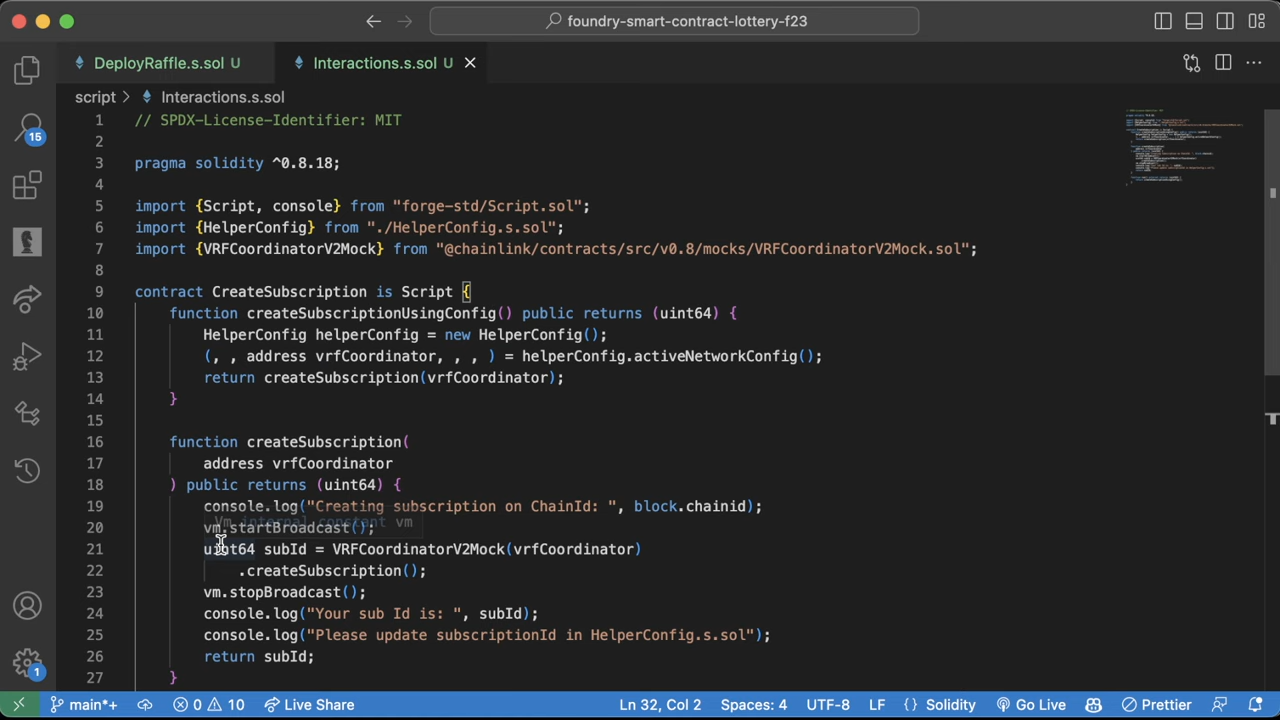 foundry-smart-contract-lottery-f23
DeployRaffle.s.sol U
Interactions.s.sol U
script > Interactions.s.sol
15
1 // SPDX-License-Identifier: MIT
2
3 pragma solidity ^0.8.18;
4
5 import {Script, console} from "forge-std/Script.sol";
6 import {HelperConfig} from "./HelperConfig.s.sol";
7 import {VRFCoordinatorV2Mock} from "@chainlink/contracts/src/v0.8/mocks/VRFCoordinatorV2Mock.sol";
8
9 contract CreateSubscription is Script {
10 function createSubscriptionUsingConfig() public returns (uint64) {
11 HelperConfig helperConfig = new HelperConfig();
12 (, , address vrfCoordinator, , , ) = helperConfig.activeNetworkConfig();
13 return createSubscription(vrfCoordinator);
14 }
15
16 function createSubscription(
17 address vrfCoordinator
18 ) public returns (uint64) {
19 console.log("Creating subscription on ChainId: ", block.chainid);
Vm internal constant vm
20 vm.startBroadcast();
21 uint64 subId = VRFCoordinatorV2Mock(vrfCoordinator)
22 .createSubscription();
23 vm.stopBroadcast();
24 console.log("Your sub Id is: ", subId);
25 console.log("Please update subscriptionId in HelperConfig.s.sol");
26 return subId;
27 }
1
main*+ 0 10 Live Share Ln 32, Col 2 Spaces: 4 UTF-8 LF {} Solidity Go Live Prettier